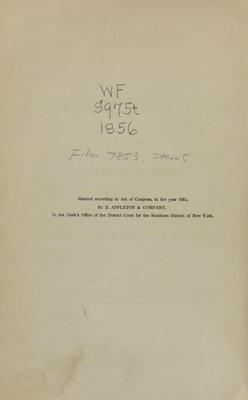 WF
S975t
1856
Film 7853, Item 5
Entered according to Act of Congress, in the year 1851,
By D. APPLETON & COMPANY,
In the Clerk's Office of the District Court for the Southern District of New York.